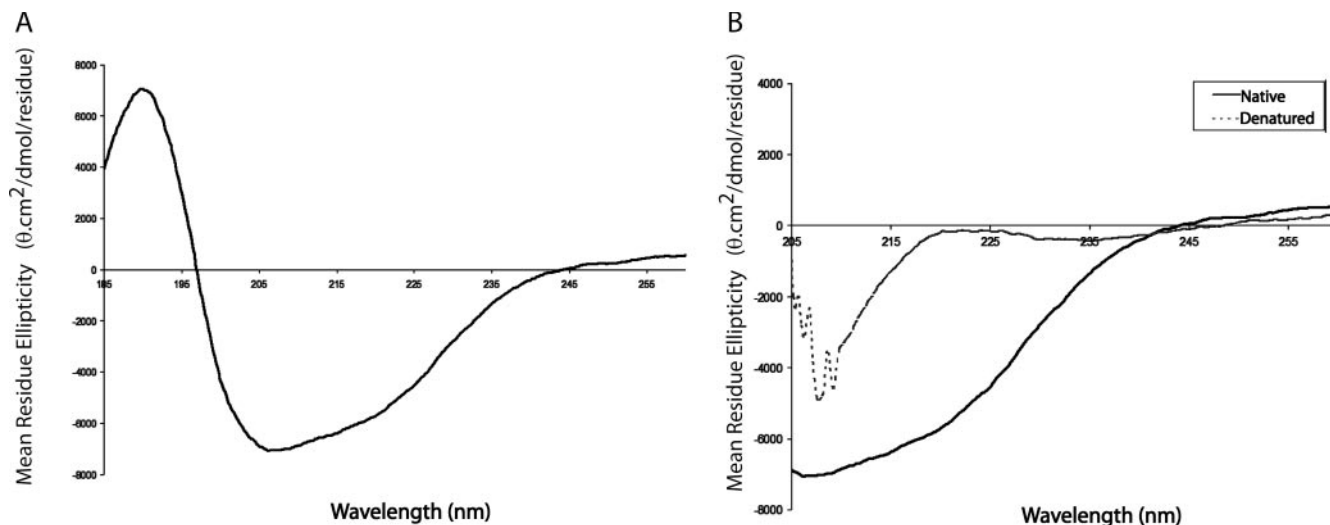 A
Mean Residue Ellipticity (θ.cm²/dmol/residue)
8000
6000
4000
2000
0
-2000
-4000
-6000
-8000
185 195 205 215 225 235 245 255
Wavelength (nm)
B
Mean Residue Ellipticity (θ.cm²/dmol/residue)
4000
2000
0
-2000
-4000
-6000
-8000
205 215 225 235 245 255
Native
Denatured
Wavelength (nm)